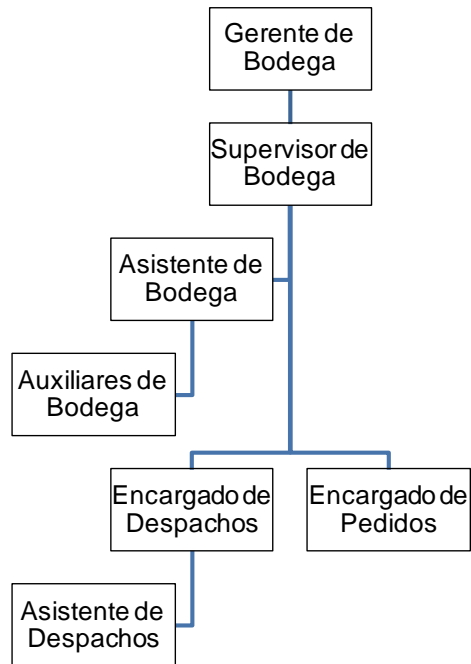 Gerente de
Bodega
Supervisor de
Bodega
Asistente de
Bodega
Auxiliares de
Bodega
Encargado de
Despachos
Encargado de
Pedidos
Asistente de
Despachos